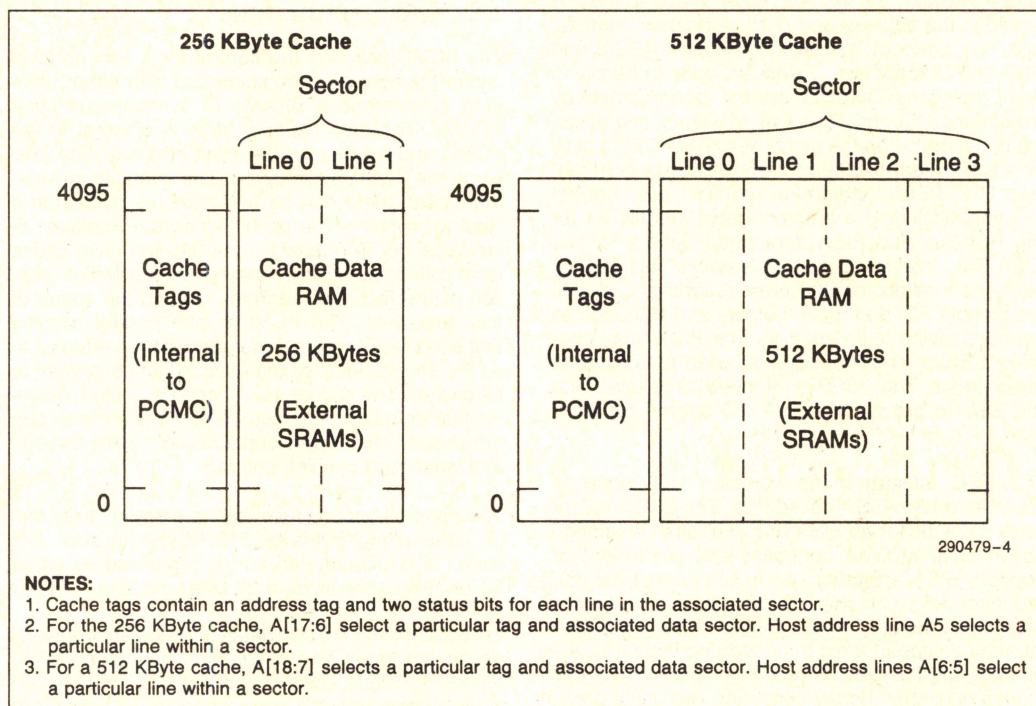 256 KByte Cache
Sector
Line 0 Line 1
4095
Cache
Tags
(Internal
to
PCMC)
Cache Data
RAM
256 KBytes
(External
SRAMs)
0
512 KByte Cache
Sector
Line 0 Line 1 Line 2 Line 3
4095
Cache
Tags
(Internal
to
PCMC)
Cache Data
RAM
512 KBytes
(External
SRAMs)
0
290479-4
NOTES:
1. Cache tags contain an address tag and two status bits for each line in the associated sector.
2. For the 256 KByte cache, A[17:6] select a particular tag and associated data sector. Host address line A5 selects a
particular line within a sector.
3. For a 512 KByte cache, A[18:7] selects a particular tag and associated data sector. Host address lines A[6:5] select
a particular line within a sector.